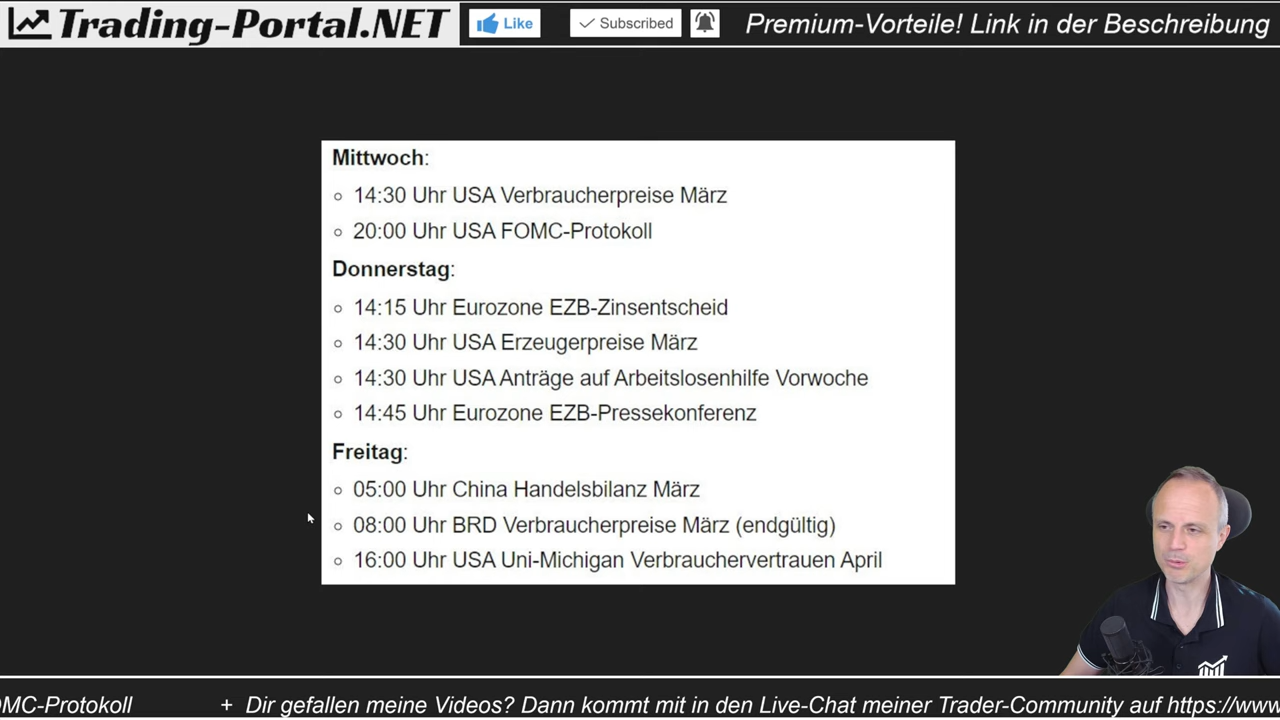 Trading-Portal.NET
Like
Subscribed
Premium-Vorteile! Link in der Beschreibung
Mittwoch:
14:30 Uhr USA Verbraucherpreise März
20:00 Uhr USA FOMC-Protokoll
Donnerstag:
14:15 Uhr Eurozone EZB-Zinsentscheid
14:30 Uhr USA Erzeugerpreise März
14:30 Uhr USA Anträge auf Arbeitslosenhilfe Vorwoche
14:45 Uhr Eurozone EZB-Pressekonferenz
Freitag:
05:00 Uhr China Handelsbilanz März
08:00 Uhr BRD Verbraucherpreise März (endgültig)
16:00 Uhr USA Uni-Michigan Verbrauchervertrauen April
OMC-Protokoll + Dir gefallen meine Videos? Dann kommt mit in den Live-Chat meiner Trader-Community auf https://www